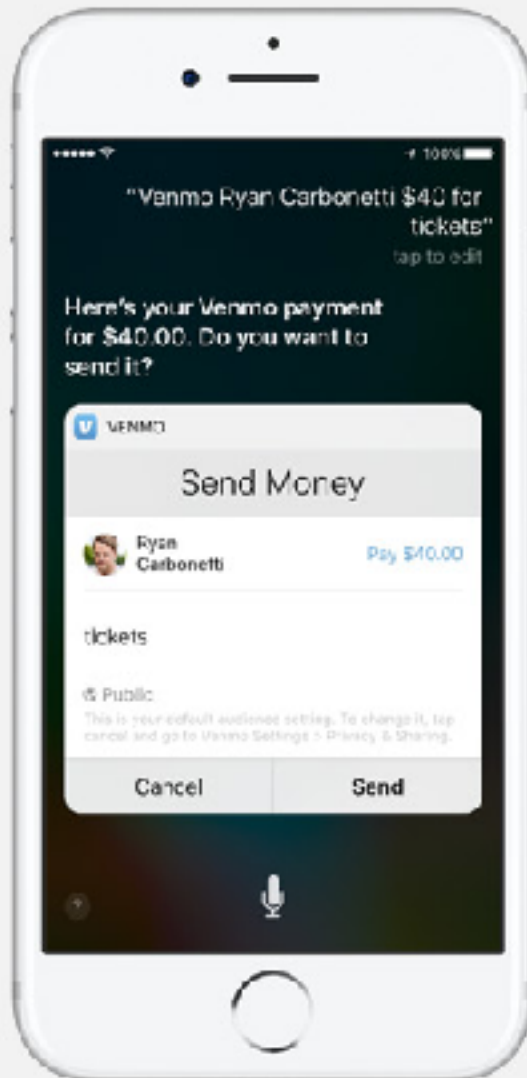 100%
"Venmo Ryan Carbonetti $40 for
tickets"
tap to edit
Here's your Venmo payment
for $40.00. Do you want to
send it?
VENMO
Send Money
Ryan
Carbonetti
Pay $40.00
tickets
Public
This is your default audience setting. To change it, tap
cancel and go to Venmo Settings > Privacy & Sharing.
Cancel
Send
?